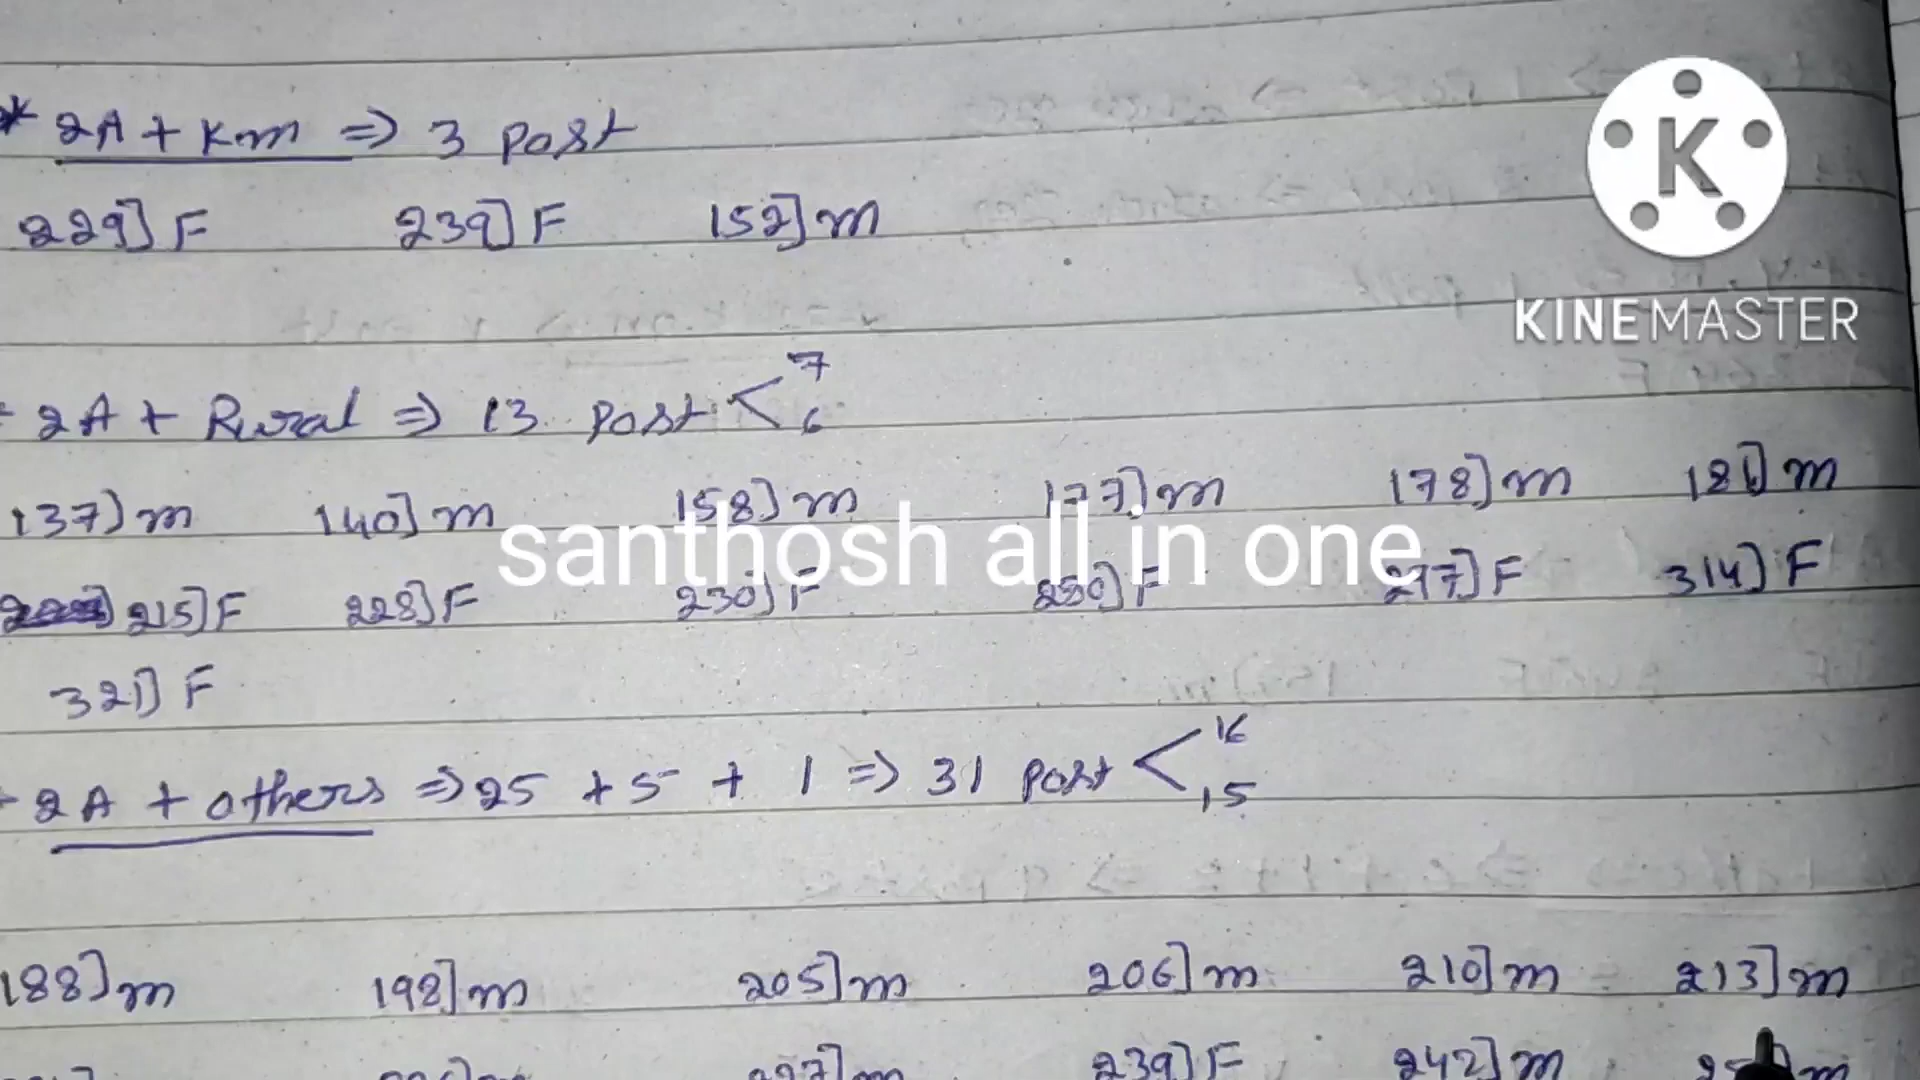 * 2A + Km => 3 Post
229] F 239] F 152] m
K
KINEMASTER
2A + Rural => 13 Post < 7 6
137) m 140] m 158] m 177] m 178] m 181] m
santhosh all in one
215] F 228] F 230] F 250] F 277] F 314] F
321] F
- 2A + others => 25 + 5 + 1 => 31 Post < 16 15
188] m 198] m 205] m 206] m 210] m 213] m
239] F 242] m